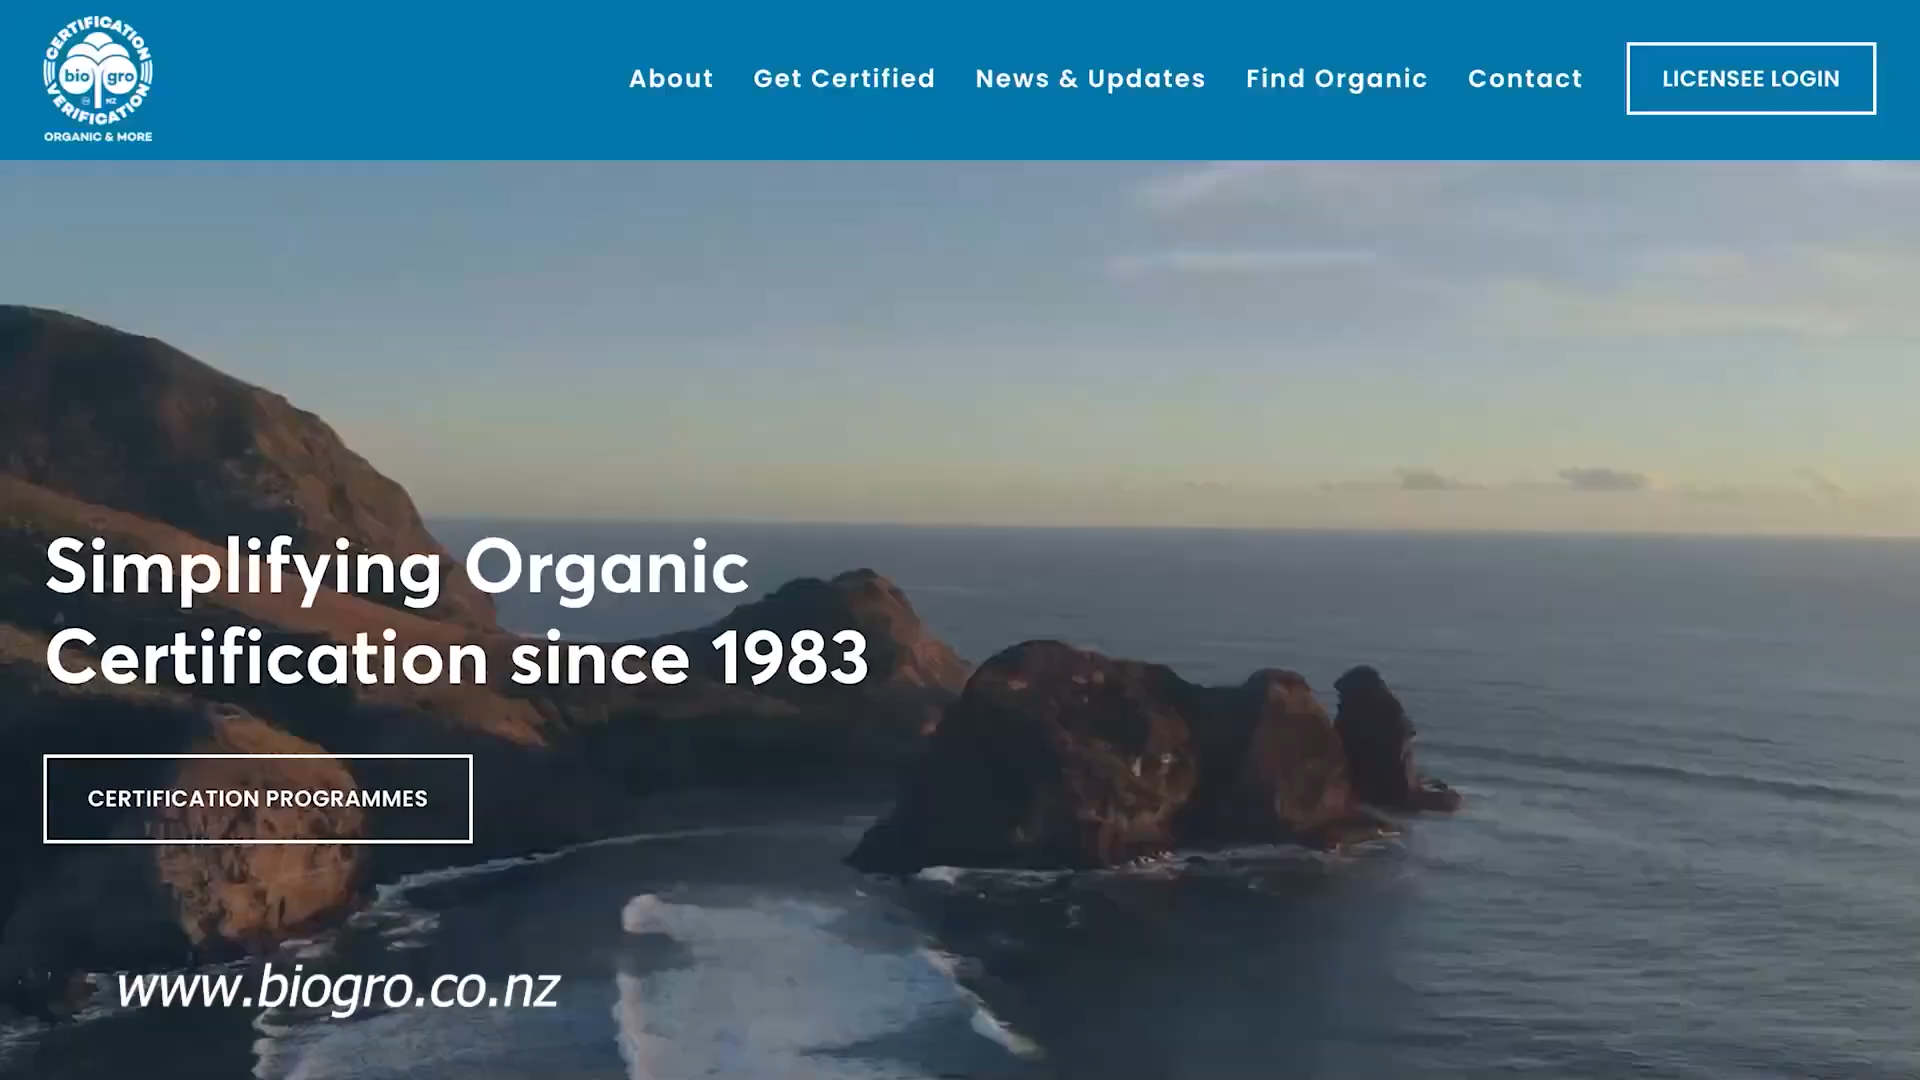 CERTIFICATION
bio gro
NZ
VERIFICATION
ORGANIC & MORE
About
Get Certified
News & Updates
Find Organic
Contact
LICENSEE LOGIN
Simplifying Organic
Certification since 1983
CERTIFICATION PROGRAMMES
www.biogro.co.nz